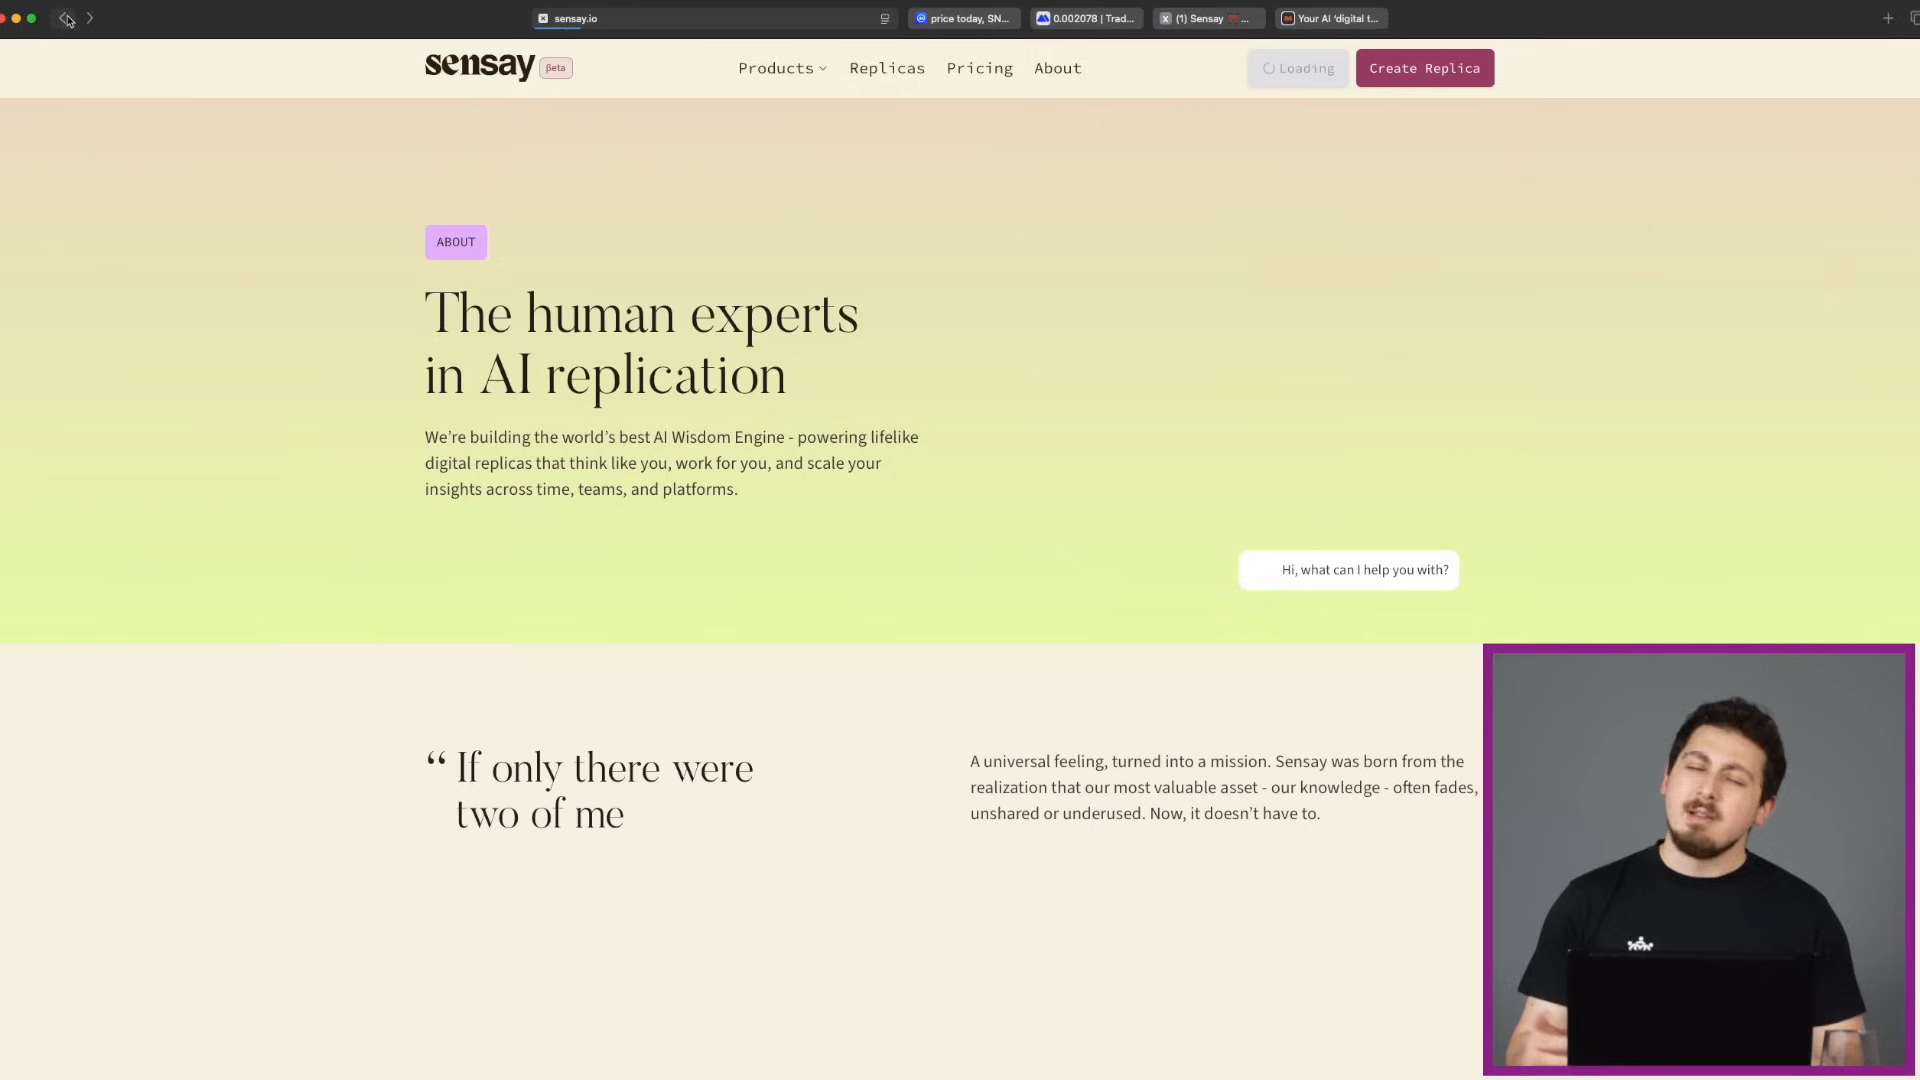 sensay.io
price today, SN...
0.002078 | Trad...
(1) Sensay
...
Your AI ‘digital t...
sensay
βeta
Products
Replicas
Pricing
About
Loading
Create Replica
ABOUT
The human experts
in AI replication
We’re building the world’s best AI Wisdom Engine - powering lifelike
digital replicas that think like you, work for you, and scale your
insights across time, teams, and platforms.
Hi, what can I help you with?
“ If only there were
two of me
A universal feeling, turned into a mission. Sensay was born from the
realization that our most valuable asset - our knowledge - often fades,
unshared or underused. Now, it doesn’t have to.